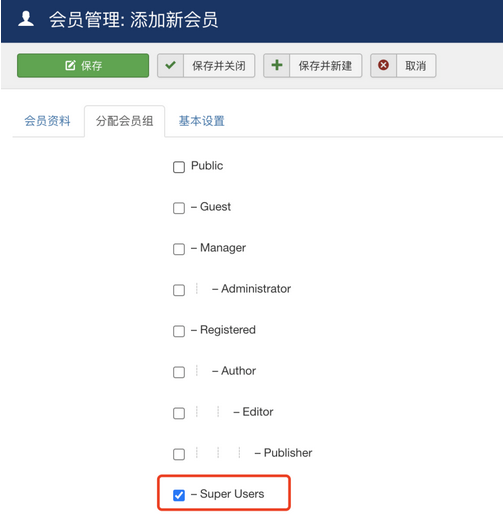 会员管理: 添加新会员
保存 保存并关闭 保存并新建 取消
会员资料 分配会员组 基本设置
Public
– Guest
– Manager
– Administrator
– Registered
– Author
– Editor
– Publisher
– Super Users